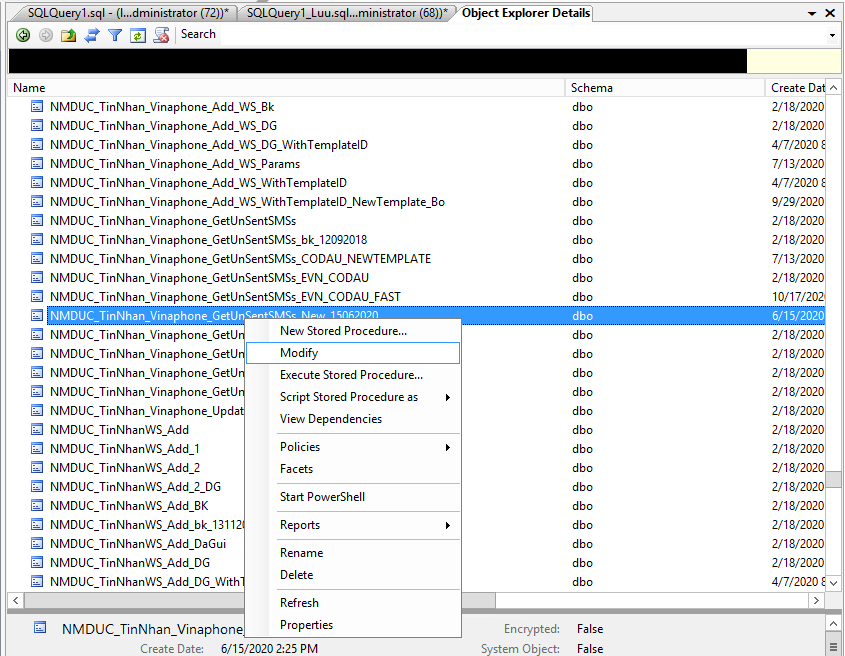 SQLQuery1.sql - (l...dministrator (72))* SQLQuery1_Luu.sql...ministrator (68))* Object Explorer Details
Search
Name Schema Create Dat
NMDUC_TinNhan_Vinaphone_Add_WS_Bk dbo 2/18/2020
NMDUC_TinNhan_Vinaphone_Add_WS_DG dbo 2/18/2020
NMDUC_TinNhan_Vinaphone_Add_WS_DG_WithTemplateID dbo 4/7/2020 8
NMDUC_TinNhan_Vinaphone_Add_WS_Params dbo 7/13/2020
NMDUC_TinNhan_Vinaphone_Add_WS_WithTemplateID dbo 4/7/2020 8
NMDUC_TinNhan_Vinaphone_Add_WS_WithTemplateID_NewTemplate_Bo dbo 9/29/2020
NMDUC_TinNhan_Vinaphone_GetUnSentSMSs dbo 2/18/2020
NMDUC_TinNhan_Vinaphone_GetUnSentSMSs_bk_12092018 dbo 2/18/2020
NMDUC_TinNhan_Vinaphone_GetUnSentSMSs_CODAU_NEWTEMPLATE dbo 7/13/2020
NMDUC_TinNhan_Vinaphone_GetUnSentSMSs_EVN_CODAU dbo 2/18/2020
NMDUC_TinNhan_Vinaphone_GetUnSentSMSs_EVN_CODAU_FAST dbo 10/17/202
NMDUC_TinNhan_Vinaphone_GetUnSentSMSs_New_15062020 dbo 6/15/2020
New Stored Procedure...
NMDUC_TinNhan_Vinaphone_GetUn dbo 2/18/2020
Modify
NMDUC_TinNhan_Vinaphone_GetUn dbo 2/18/2020
Execute Stored Procedure...
NMDUC_TinNhan_Vinaphone_GetUn dbo 2/18/2020
Script Stored Procedure as
NMDUC_TinNhan_Vinaphone_GetUn dbo 2/18/2020
NMDUC_TinNhan_Vinaphone_Updat dbo 2/18/2020
View Dependencies
NMDUC_TinNhanWS_Add dbo 2/18/2020
Policies
NMDUC_TinNhanWS_Add_1 dbo 2/18/2020
Facets
NMDUC_TinNhanWS_Add_2 dbo 2/18/2020
NMDUC_TinNhanWS_Add_2_DG dbo 2/18/2020
Start PowerShell
NMDUC_TinNhanWS_Add_BK dbo 2/18/2020
Reports
NMDUC_TinNhanWS_Add_bk_13112 dbo 2/18/2020
NMDUC_TinNhanWS_Add_DaGui dbo 2/18/2020
Rename
NMDUC_TinNhanWS_Add_DG dbo 2/18/2020
Delete
NMDUC_TinNhanWS_Add_DG_WithT dbo 4/7/2020 8
Refresh
Properties
NMDUC_TinNhan_Vinaphone_ Encrypted: False
Create Date: 6/15/2020 2:25 PM System Object: False